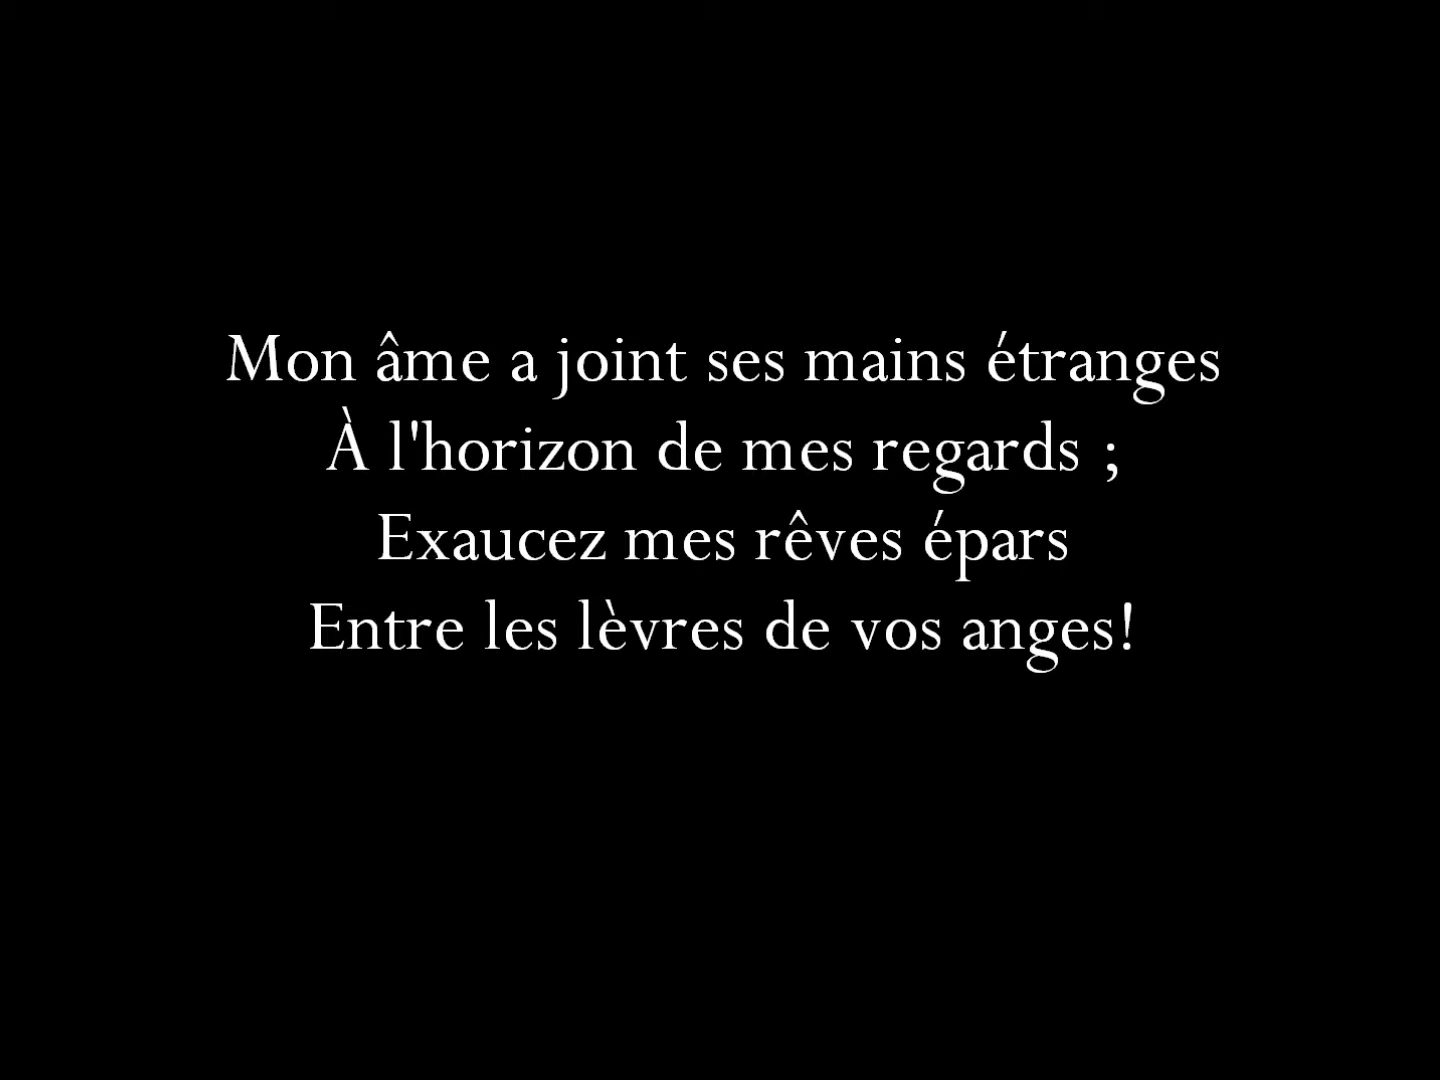 Mon âme a joint ses mains étranges
À l'horizon de mes regards ;
Exaucez mes rêves épars
Entre les lèvres de vos anges!